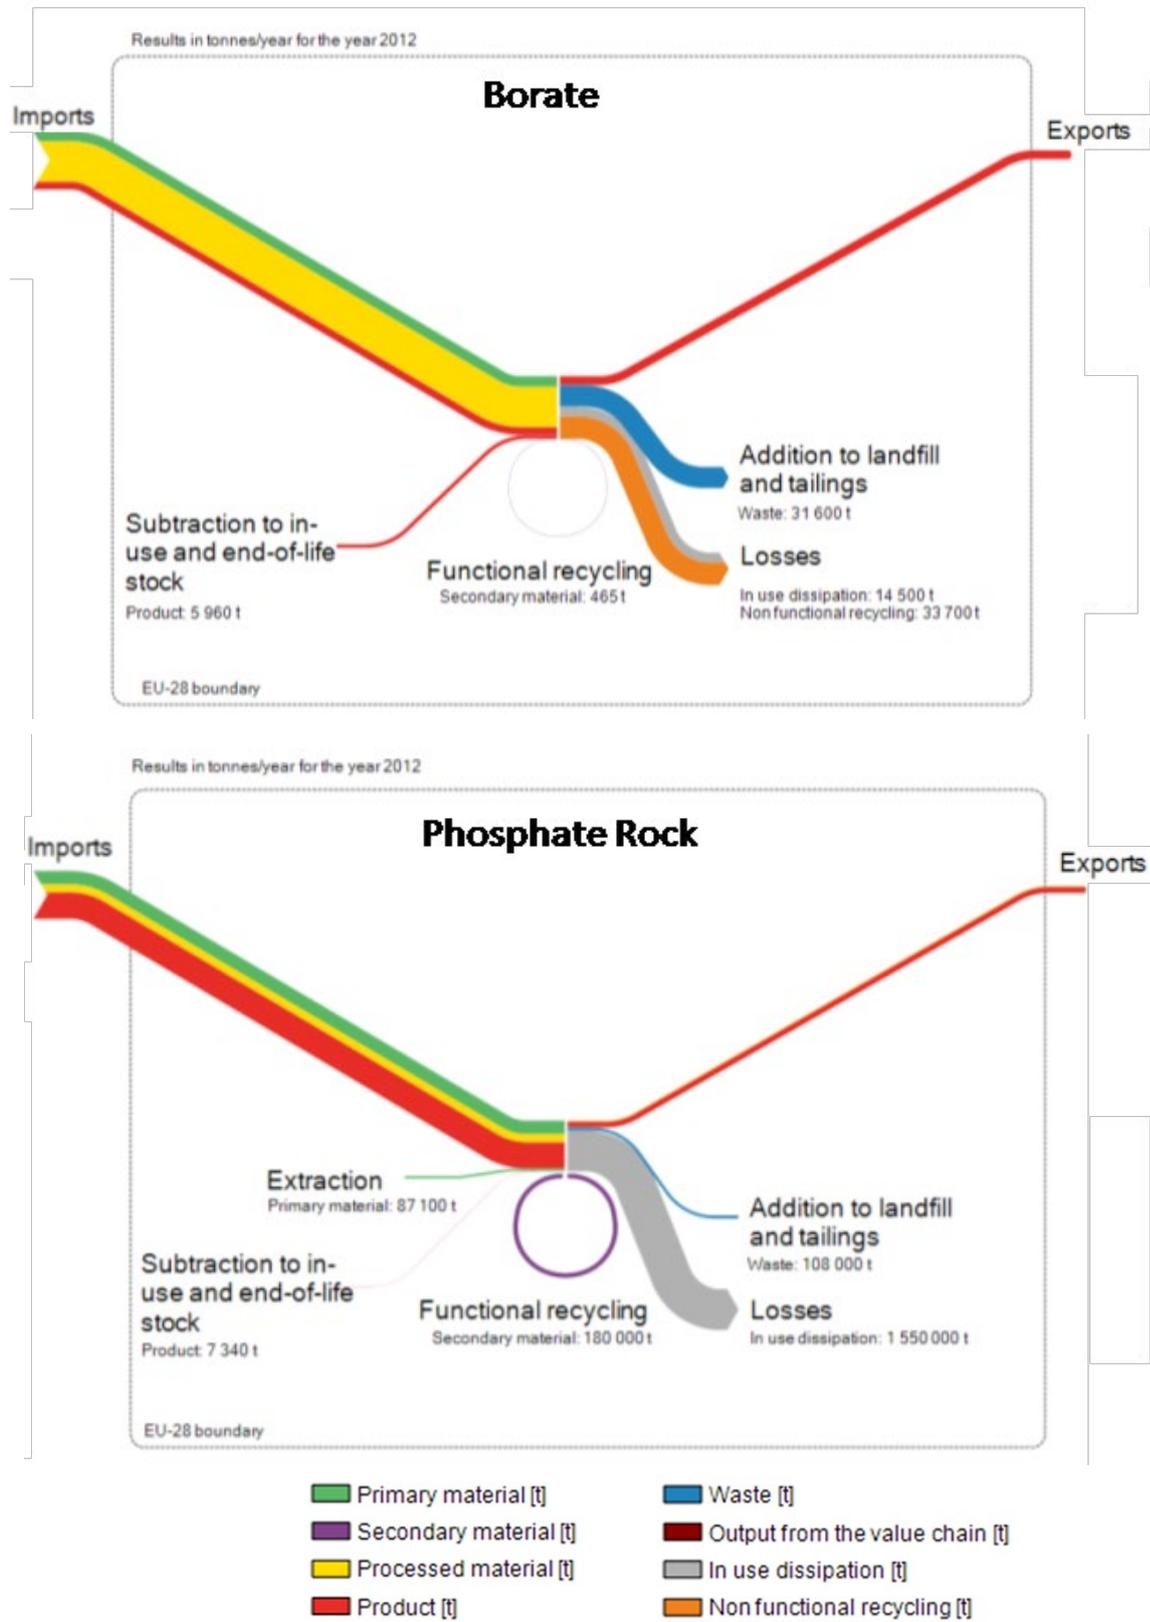 Results in tonnes/year for the year 2012
Borate
Imports
Exports
Addition to landfill
and tailings
Waste: 31 600 t
Subtraction to in-
use and end-of-life
stock
Product: 5 960 t
Functional recycling
Secondary material: 465 t
Losses
In use dissipation: 14 500 t
Non functional recycling: 33 700 t
EU-28 boundary
Results in tonnes/year for the year 2012
Phosphate Rock
Imports
Exports
Extraction
Primary material: 87 100 t
Addition to landfill
and tailings
Waste: 108 000 t
Subtraction to in-
use and end-of-life
stock
Product: 7 340 t
Functional recycling
Secondary material: 180 000 t
Losses
In use dissipation: 1 550 000 t
EU-28 boundary
Primary material [t]
Secondary material [t]
Processed material [t]
Product [t]
Waste [t]
Output from the value chain [t]
In use dissipation [t]
Non functional recycling [t]